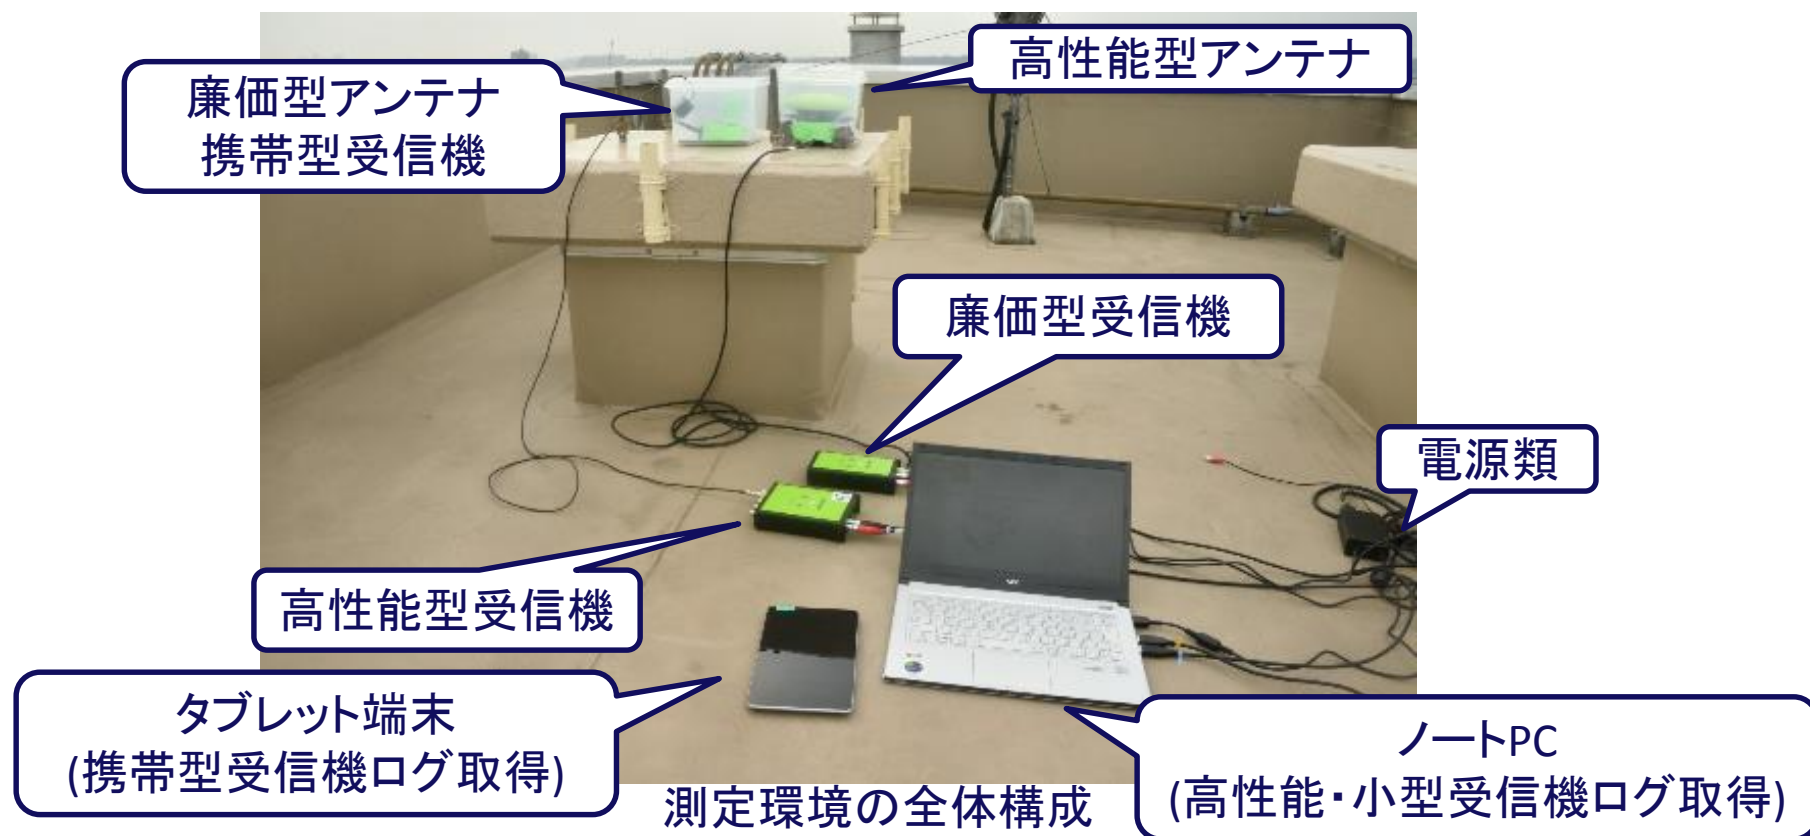 高性能型アンテナ
廉価型アンテナ
携帯型受信機
廉価型受信機
電源類
高性能型受信機
タブレット端末
(携帯型受信機ログ取得)
ノートPC
(高性能・小型受信機ログ取得)
測定環境の全体構成